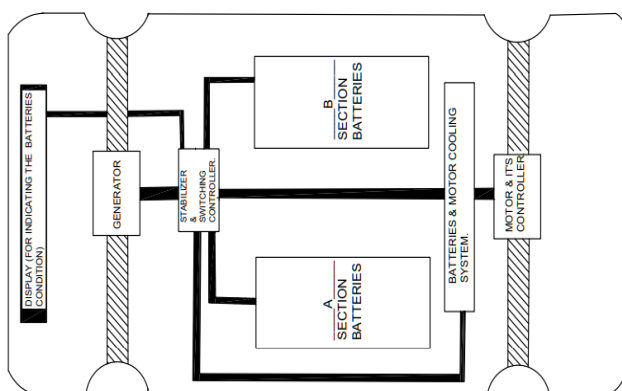 DISPLAY (FOR INDICATING THE BATTERIES
CONDITION)
GENERATOR
STABILIZER
&
SWITCHING
CONTROLLER.
B
SECTION
BATTERIES
A
SECTION
BATTERIES
BATTERIES & MOTOR COOLING
SYSTEM.
MOTOR & IT'S
CONTROLLER